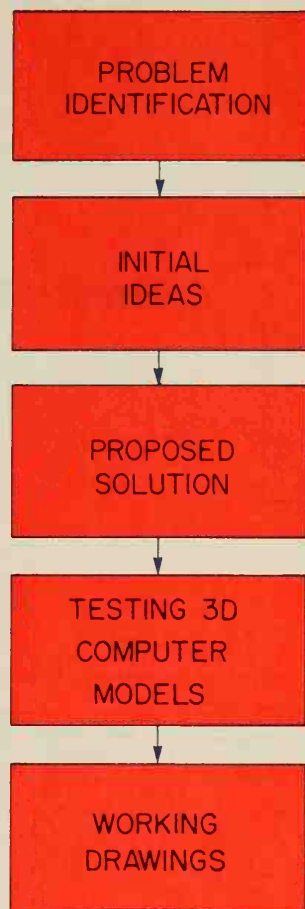 PROBLEM
IDENTIFICATION
INITIAL
IDEAS
PROPOSED
SOLUTION
TESTING 3D
COMPUTER
MODELS
WORKING
DRAWINGS